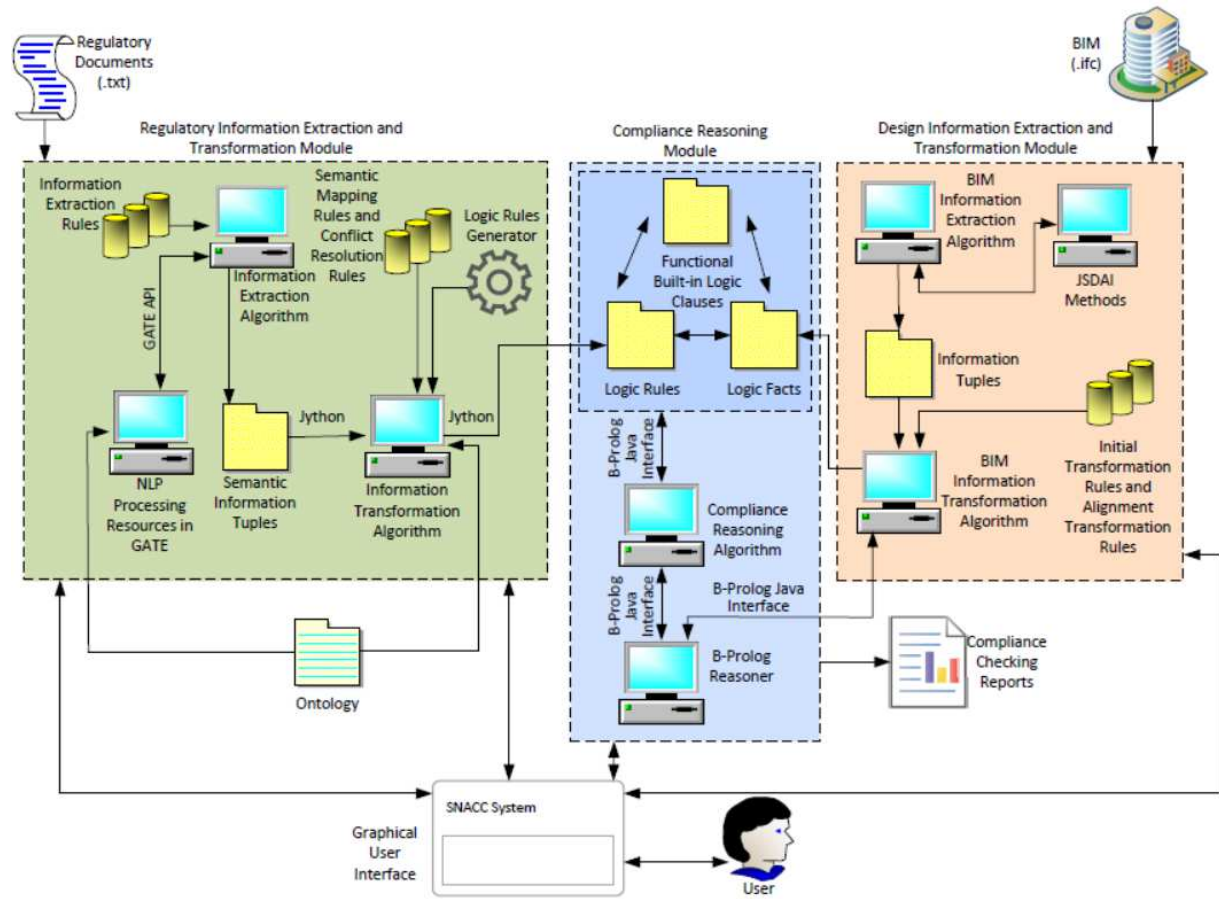 Regulatory
Documents
(.txt)
BIM
(.ifc)
Regulatory Information Extraction and
Transformation Module
Compliance Reasoning
Module
Design Information Extraction and
Transformation Module
Information
Extraction
Rules
Information
Extraction
Algorithm
Semantic
Mapping
Rules and
Conflict
Resolution
Rules
Logic Rules
Generator
GATE API
NLP
Processing
Resources in
GATE
Semantic
Information
Tuples
Jython
Information
Transformation
Algorithm
Jython
Ontology
Functional
Built-in Logic
Clauses
Logic Rules
Logic Facts
B-Prolog
Java
Interface
Compliance
Reasoning
Algorithm
B-Prolog
Java
Interface
B-Prolog
Reasoner
B-Prolog Java
Interface
BIM
Information
Extraction
Algorithm
JSDAI
Methods
Information
Tuples
BIM
Information
Transformation
Algorithm
Initial
Transformation
Rules and
Alignment
Transformation
Rules
Compliance
Checking
Reports
SNACC System
Graphical
User
Interface
User